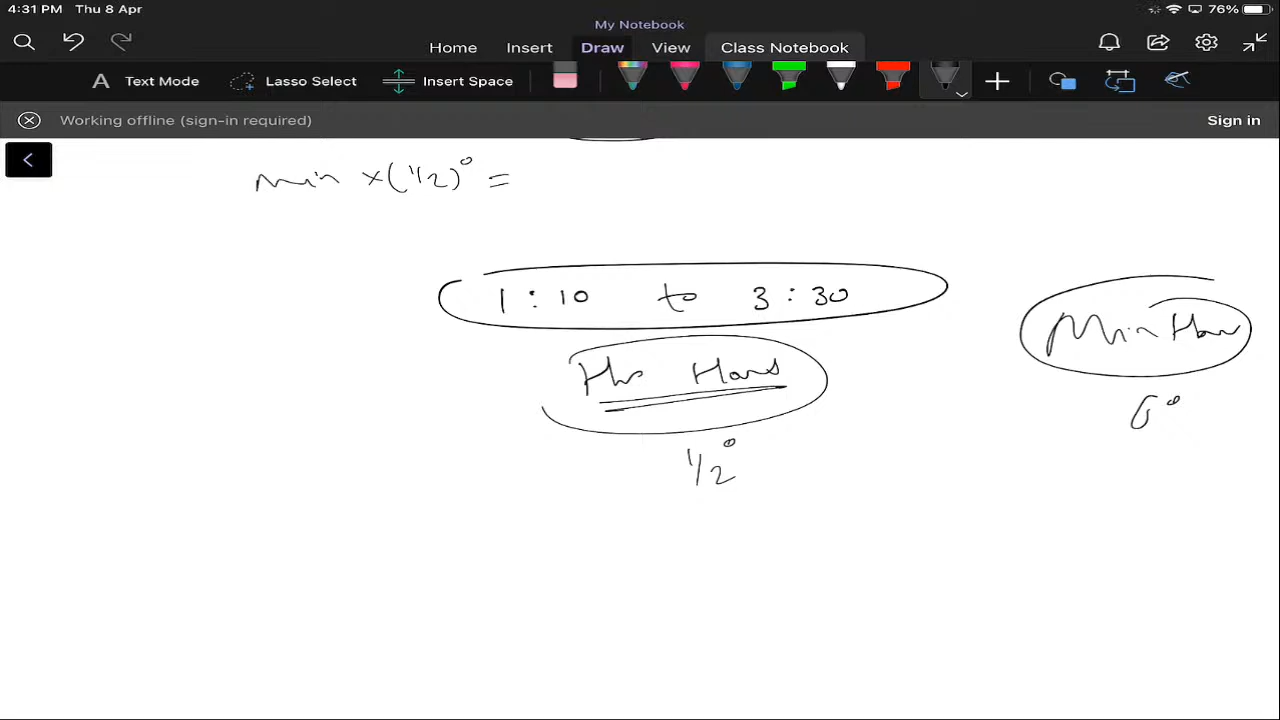 4:31 PM Thu 8 Apr 76%
My Notebook
Home Insert Draw View Class Notebook
Text Mode Lasso Select Insert Space
Working offline (sign-in required) Sign in
min x (1/2)° =
1 : 10 to 3 : 30
Min Han
Hrs Hand
6°
1/2°